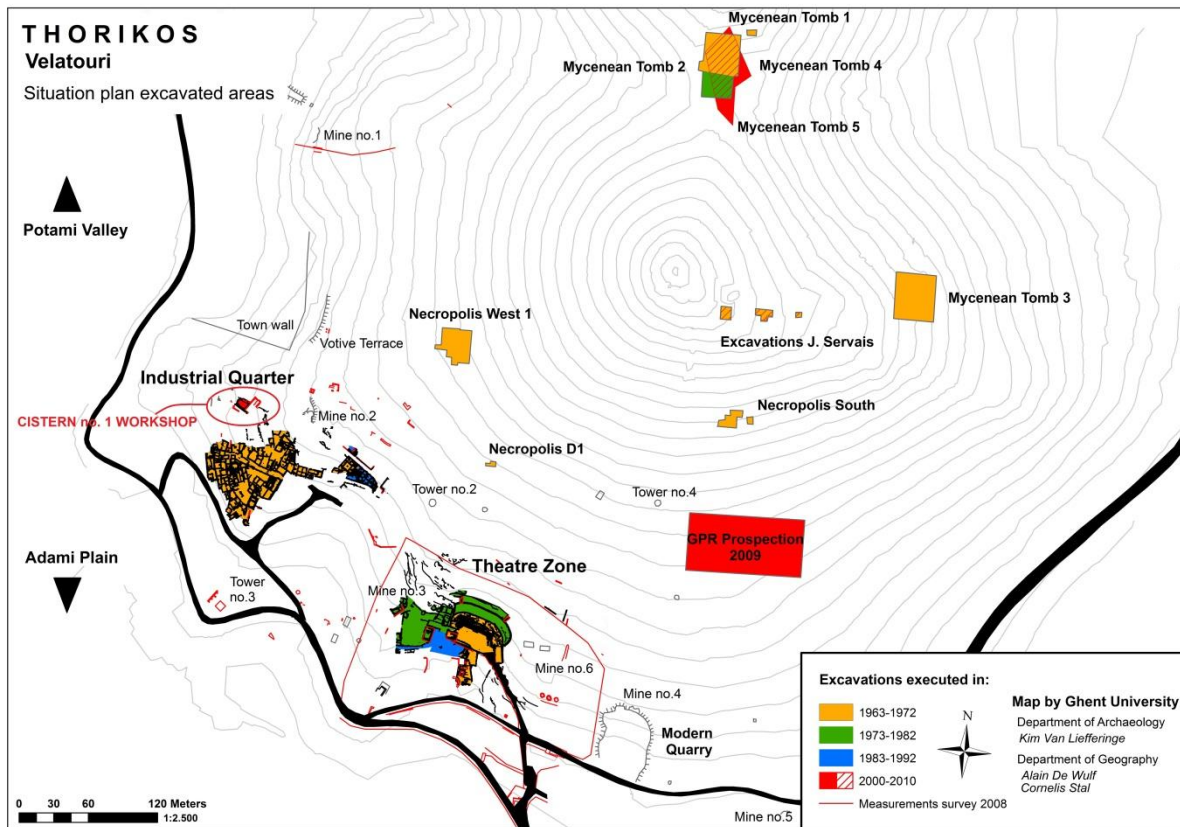 THORIKOS
Velatouri
Situation plan excavated areas
Mycenean Tomb 1
Mycenean Tomb 2
Mycenean Tomb 4
Mycenean Tomb 5
Mine no.1
Potami Valley
Mycenean Tomb 3
Necropolis West 1
Town wall
Votive Terrace
Excavations J. Servais
Industrial Quarter
CISTERN no. 1 WORKSHOP
Mine no.2
Necropolis South
Necropolis D1
Tower no.2
Tower no.4
GPR Prospection
2009
Adami Plain
Theatre Zone
Tower
no.3
Mine no.3
Mine no.6
Mine no.4
Modern
Quarry
Mine no.5
0 30 60 120 Meters
1:2.500
Excavations executed in:
1963-1972
1973-1982
1983-1992
2000-2010
Measurements survey 2008
N
Map by Ghent University
Department of Archaeology
Kim Van Liefferinge
Department of Geography
Alain De Wulf
Cornelis Stal